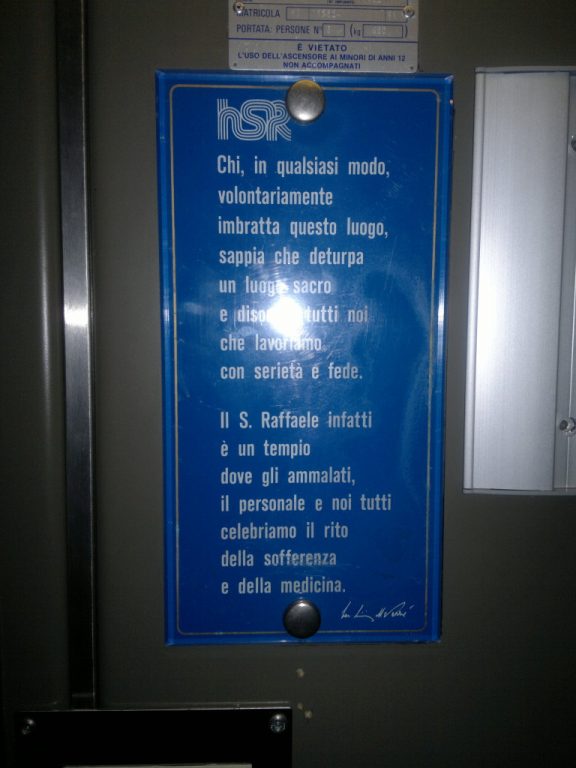 MATRICOLA
PORTATA: PERSONE N° (kg
È VIETATO
L'USO DELL'ASCENSORE AI MINORI DI ANNI 12
NON ACCOMPAGNATI
hSR
Chi, in qualsiasi modo,
volontariamente
imbratta questo luogo,
sappia che deturpa
un luogo sacro
e tutti noi
che lavoriamo
con serietà e fede.
Il S. Raffaele infatti
è un tempio
dove gli ammalati,
il personale e noi tutti
celebriamo il rito
della sofferenza
e della medicina.